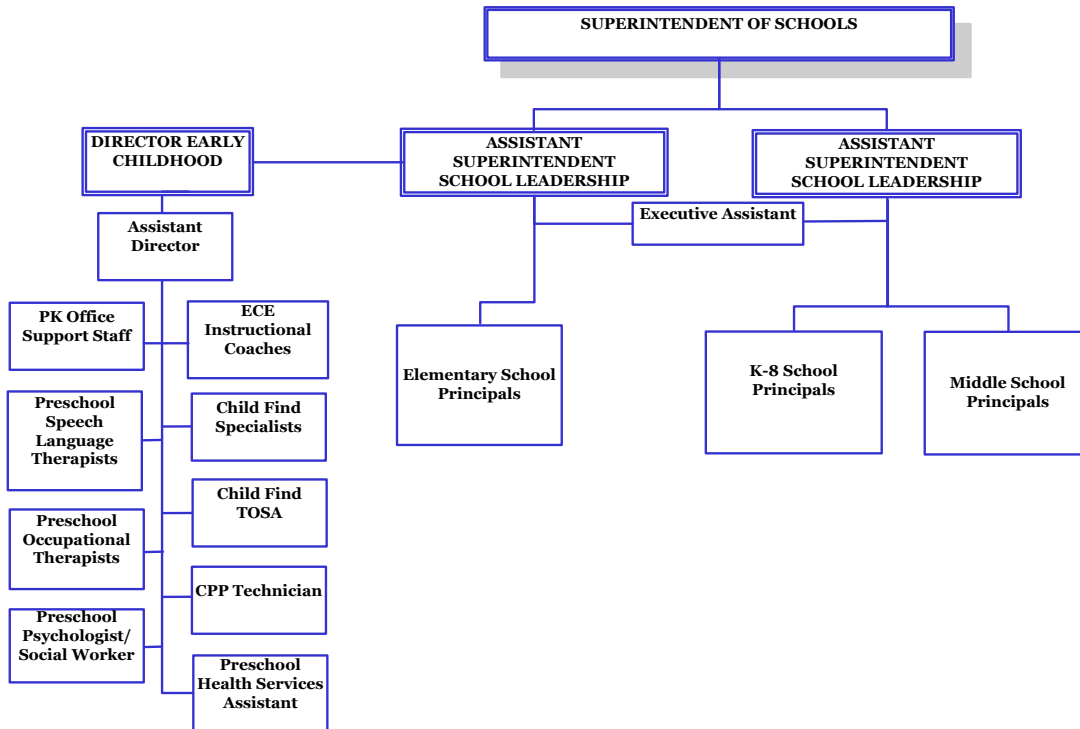 SUPERINTENDENT OF SCHOOLS
DIRECTOR EARLY
CHILDHOOD
ASSISTANT
SUPERINTENDENT
SCHOOL LEADERSHIP
ASSISTANT
SUPERINTENDENT
SCHOOL LEADERSHIP
Executive Assistant
Assistant
Director
PK Office
Support Staff
ECE
Instructional
Coaches
Elementary School
Principals
K-8 School
Principals
Middle School
Principals
Preschool
Speech
Language
Therapists
Child Find
Specialists
Child Find
TOSA
Preschool
Occupational
Therapists
CPP Technician
Preschool
Psychologist/
Social Worker
Preschool
Health Services
Assistant